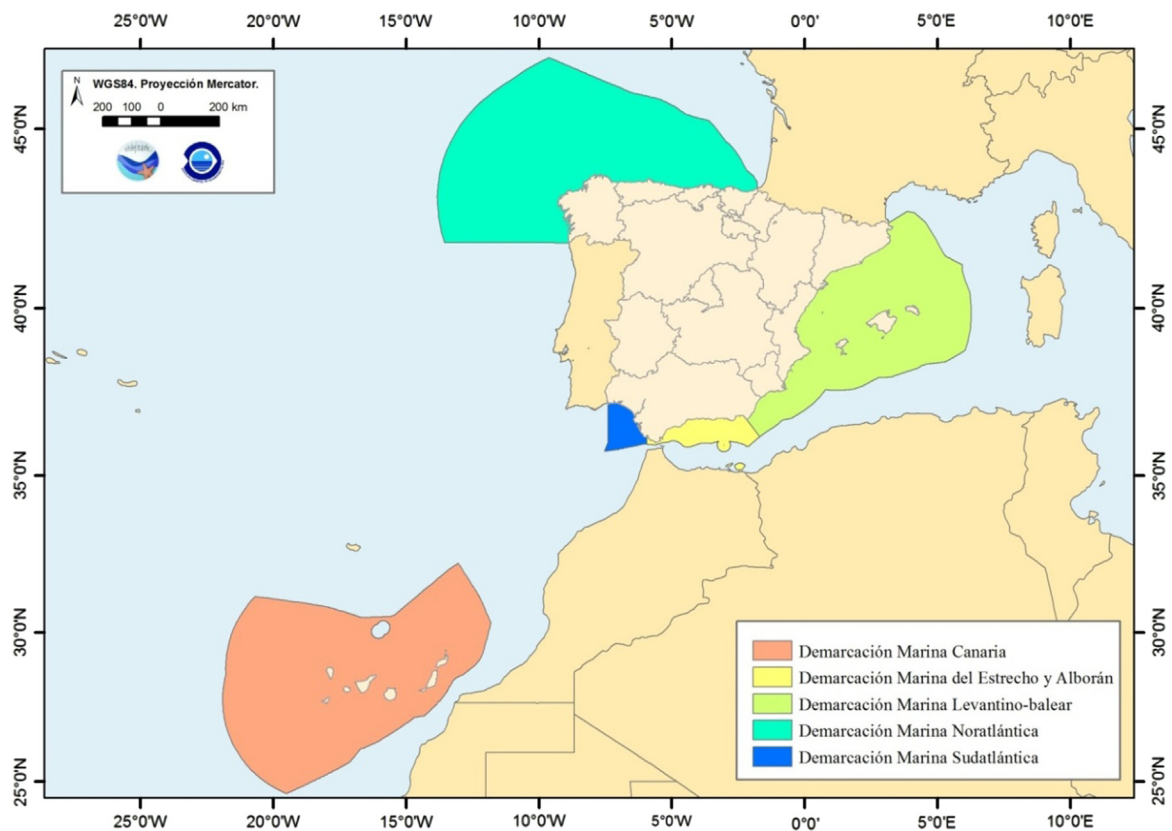 25°0'W 20°0'W 15°0'W 10°0'W 5°0'W 0°0' 5°0'E 10°0'E
N
WGS84. Proyección Mercator.
200 100 0 200 km
45°0'N 45°0'N
40°0'N 40°0'N
35°0'N 35°0'N
30°0'N 30°0'N
25°0'N 25°0'N
Demarcación Marina Canaria
Demarcación Marina del Estrecho y Alborán
Demarcación Marina Levantino-balear
Demarcación Marina Noratlántica
Demarcación Marina Sudatlántica
25°0'W 20°0'W 15°0'W 10°0'W 5°0'W 0°0' 5°0'E 10°0'E